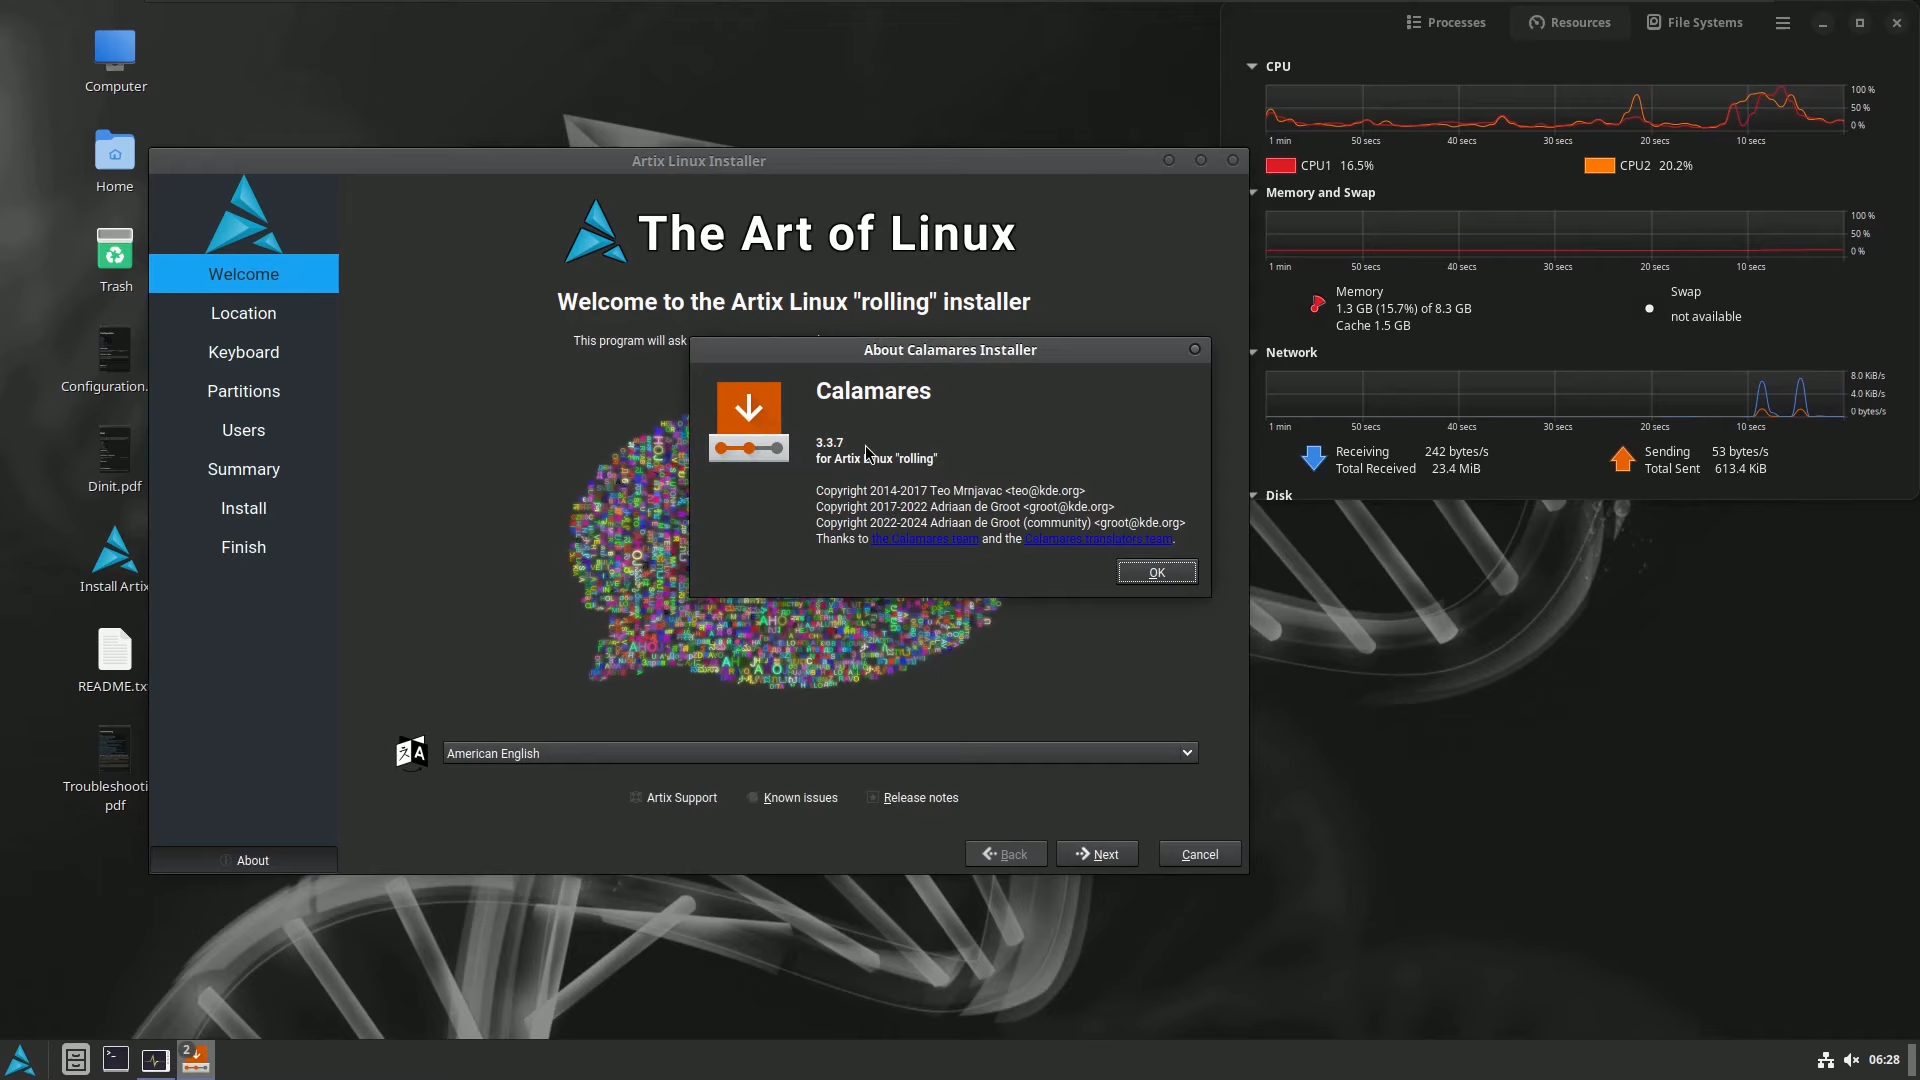 Computer
Home
Trash
Configuration.
Dinit.pdf
Install Artix
README.tx
Troubleshooti
pdf
Artix Linux Installer
Welcome
Location
Keyboard
Partitions
Users
Summary
Install
Finish
About
The Art of Linux
Welcome to the Artix Linux "rolling" installer
This program will ask
About Calamares Installer
Calamares
3.3.7
for Artix Linux "rolling"
Copyright 2014-2017 Teo Mrnjavac <teo@kde.org>
Copyright 2017-2022 Adriaan de Groot <groot@kde.org>
Copyright 2022-2024 Adriaan de Groot (community) <groot@kde.org>
Thanks to the Calamares team and the Calamares translators team.
OK
American English
Artix Support Known issues Release notes
Back Next Cancel
Processes Resources File Systems
CPU
100 %
50 %
0 %
1 min 50 secs 40 secs 30 secs 20 secs 10 secs
CPU1 16.5% CPU2 20.2%
Memory and Swap
100 %
50 %
0 %
1 min 50 secs 40 secs 30 secs 20 secs 10 secs
Memory Swap
1.3 GB (15.7%) of 8.3 GB not available
Cache 1.5 GB
Network
8.0 KiB/s
4.0 KiB/s
0 bytes/s
1 min 50 secs 40 secs 30 secs 20 secs 10 secs
Receiving 242 bytes/s Sending 53 bytes/s
Total Received 23.4 MiB Total Sent 613.4 KiB
Disk
2
06:28